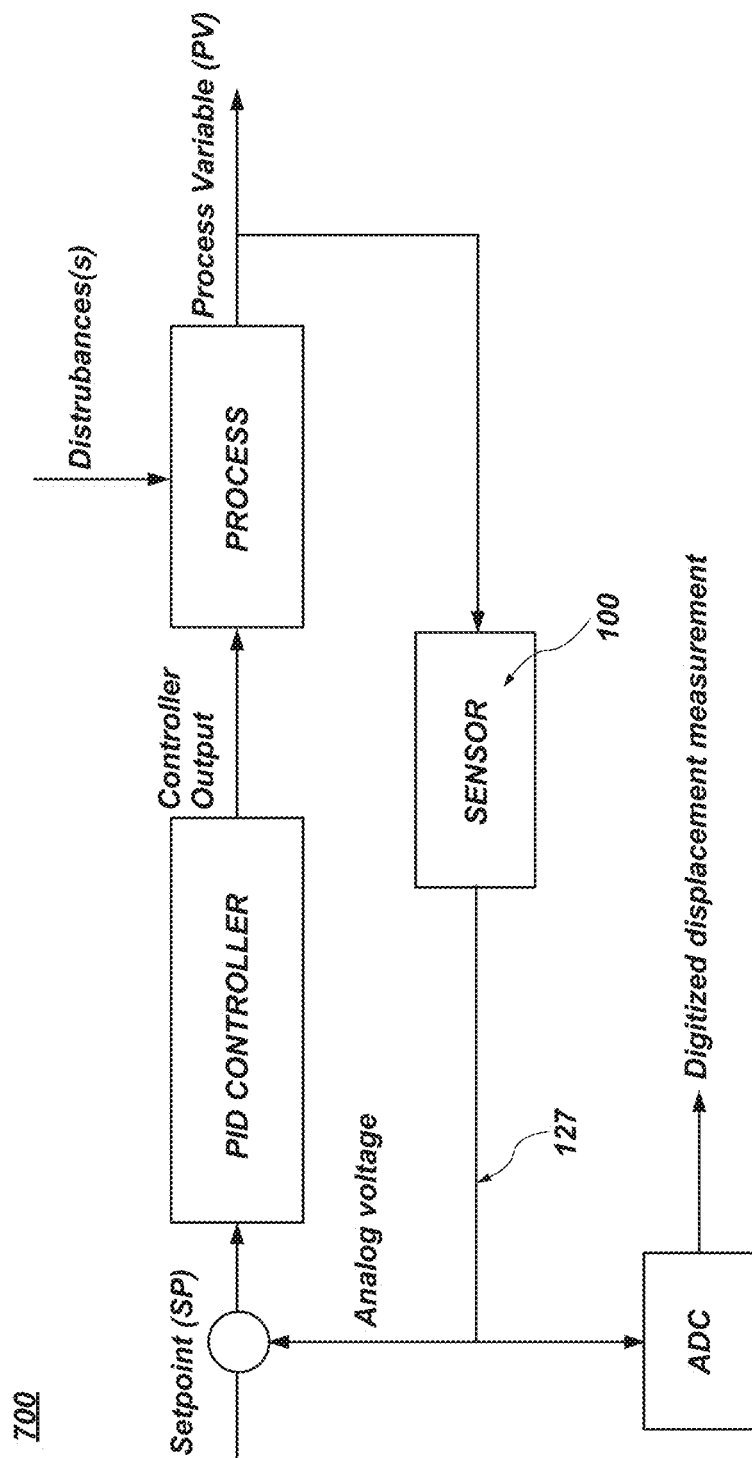 700
Distrubances(s)
Setpoint (SP)
PID CONTROLLER
Controller
Output
PROCESS
Process Variable (PV)
Analog voltage
127
SENSOR
100
ADC
Digitized displacement measurement